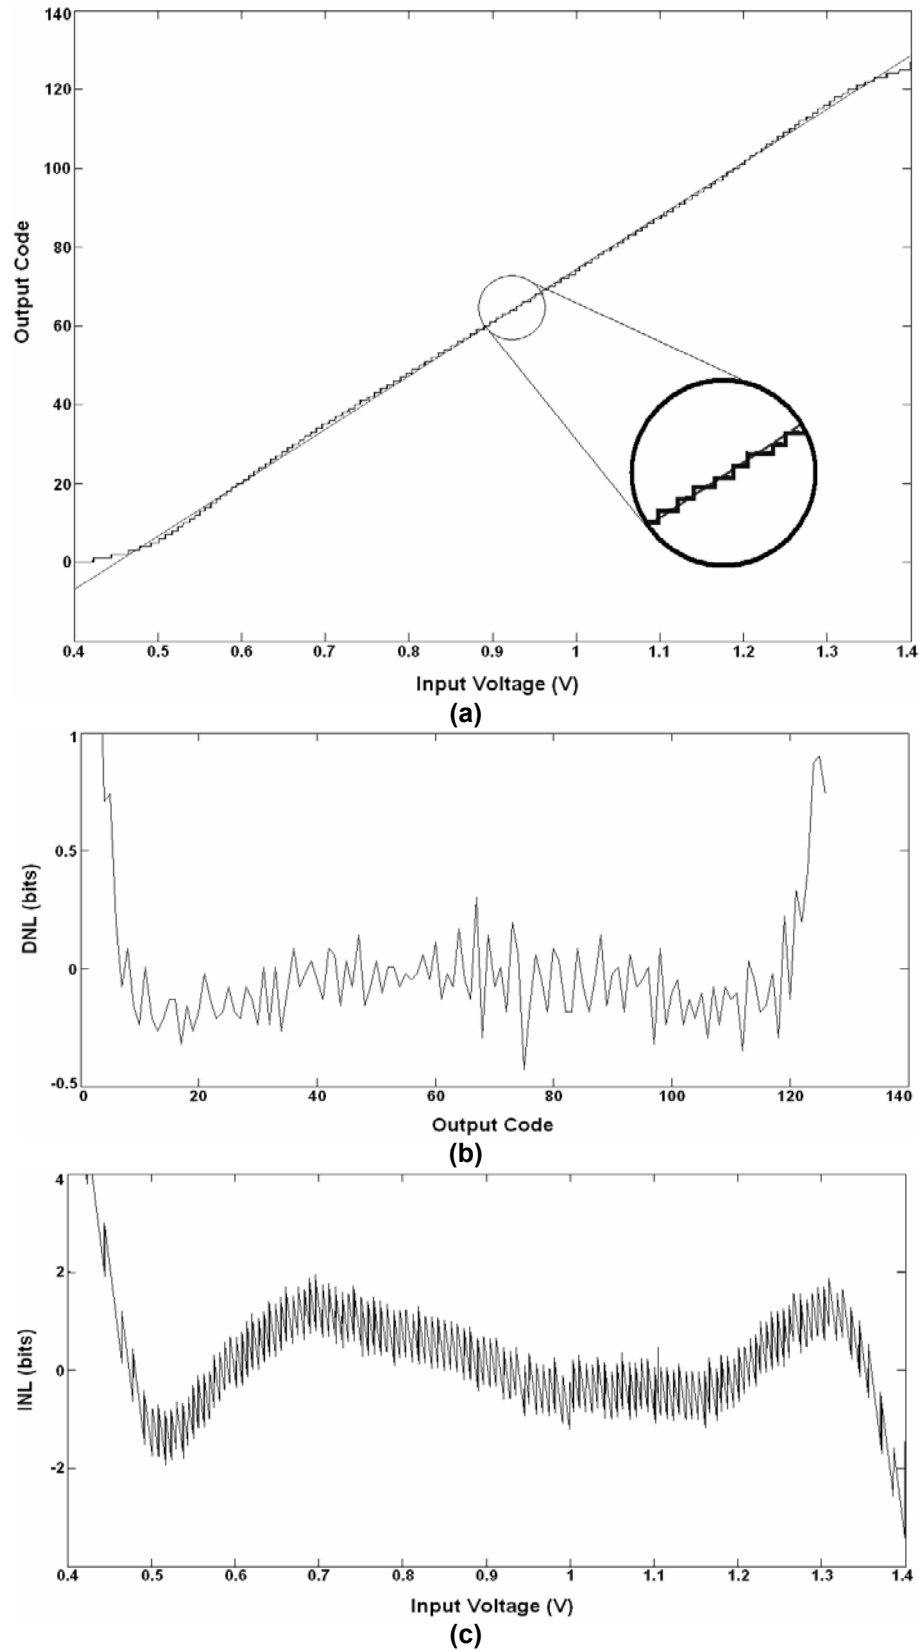 140
120
100
80
60
40
20
0
Output Code
0.4 0.5 0.6 0.7 0.8 0.9 1 1.1 1.2 1.3 1.4
Input Voltage (V)
(a)
1
0.5
0
-0.5
DNL (bits)
0 20 40 60 80 100 120 140
Output Code
(b)
4
2
0
-2
INL (bits)
0.4 0.5 0.6 0.7 0.8 0.9 1 1.1 1.2 1.3 1.4
Input Voltage (V)
(c)